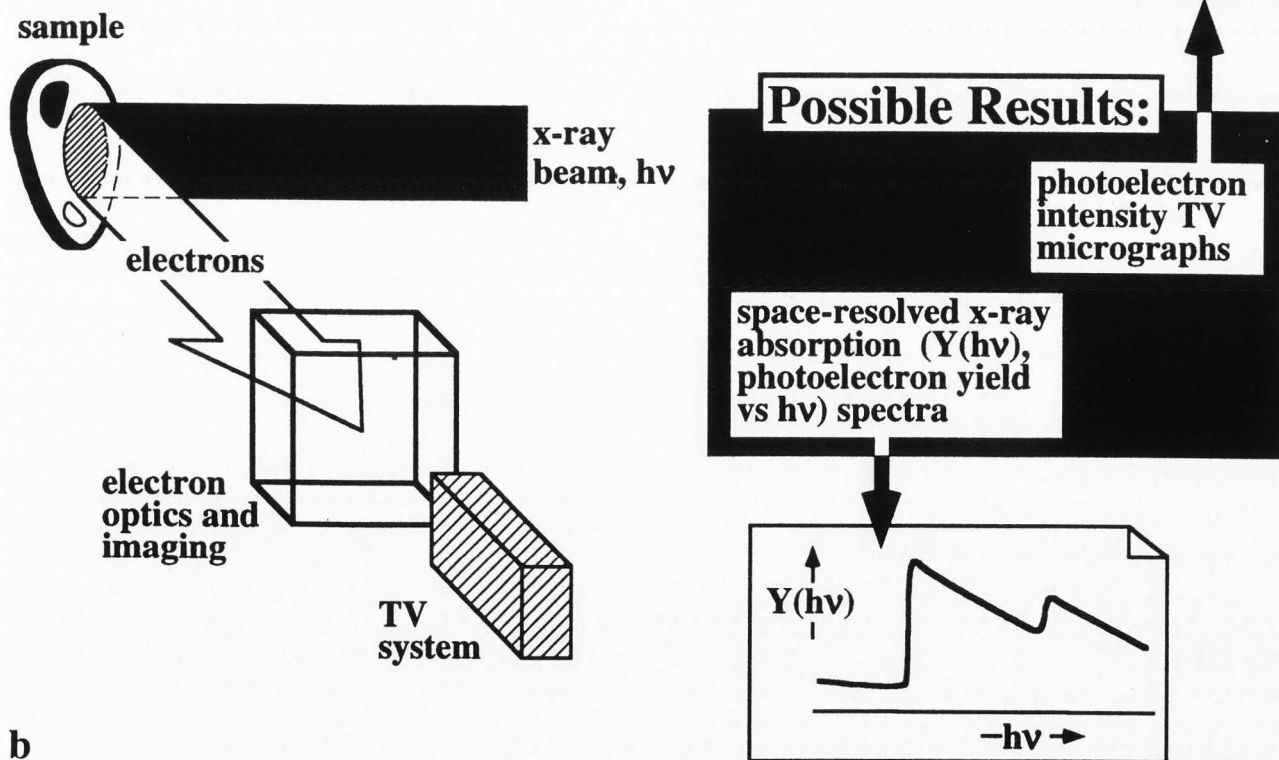 sample
x-ray
beam, hν
electrons
electron
optics and
imaging
TV
system
b
Possible Results:
photoelectron
intensity TV
micrographs
space-resolved x-ray
absorption (Y(hν),
photoelectron yield
vs hν) spectra
Y(hν)
–hν→